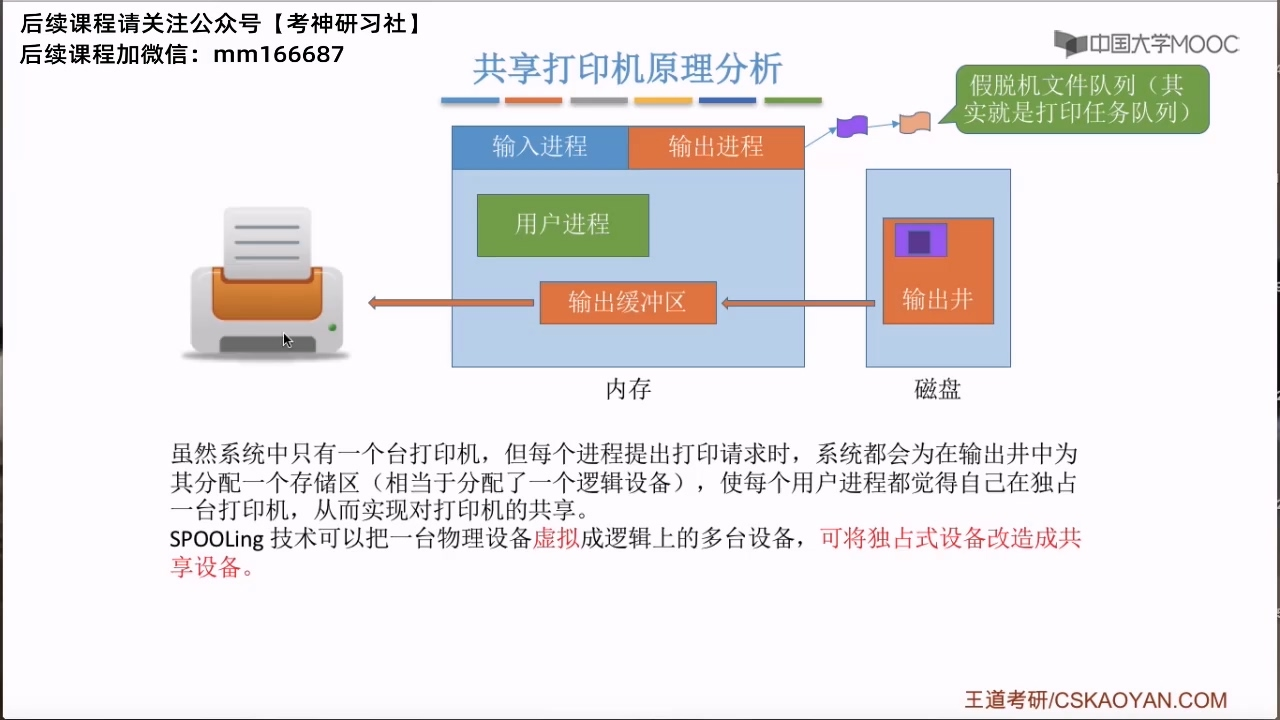 后续课程请关注公众号【考神研习社】
后续课程加微信：mm166687
中国大学MOOC
共享打印机原理分析
假脱机文件队列（其
实就是打印任务队列）
输入进程
输出进程
用户进程
输出缓冲区
输出井
内存
磁盘
虽然系统中只有一个台打印机，但每个进程提出打印请求时，系统都会为在输出井中为
其分配一个存储区（相当于分配了一个逻辑设备），使每个用户进程都觉得自己在独占
一台打印机，从而实现对打印机的共享。
SPOOLing 技术可以把一台物理设备虚拟成逻辑上的多台设备，可将独占式设备改造成共
享设备。
王道考研/CSKAOYAN.COM